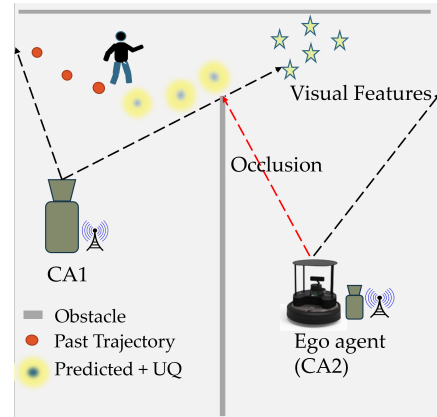 Visual Features
Occlusion
CA1
Obstacle
Past Trajectory
Predicted + UQ
Ego agent
(CA2)